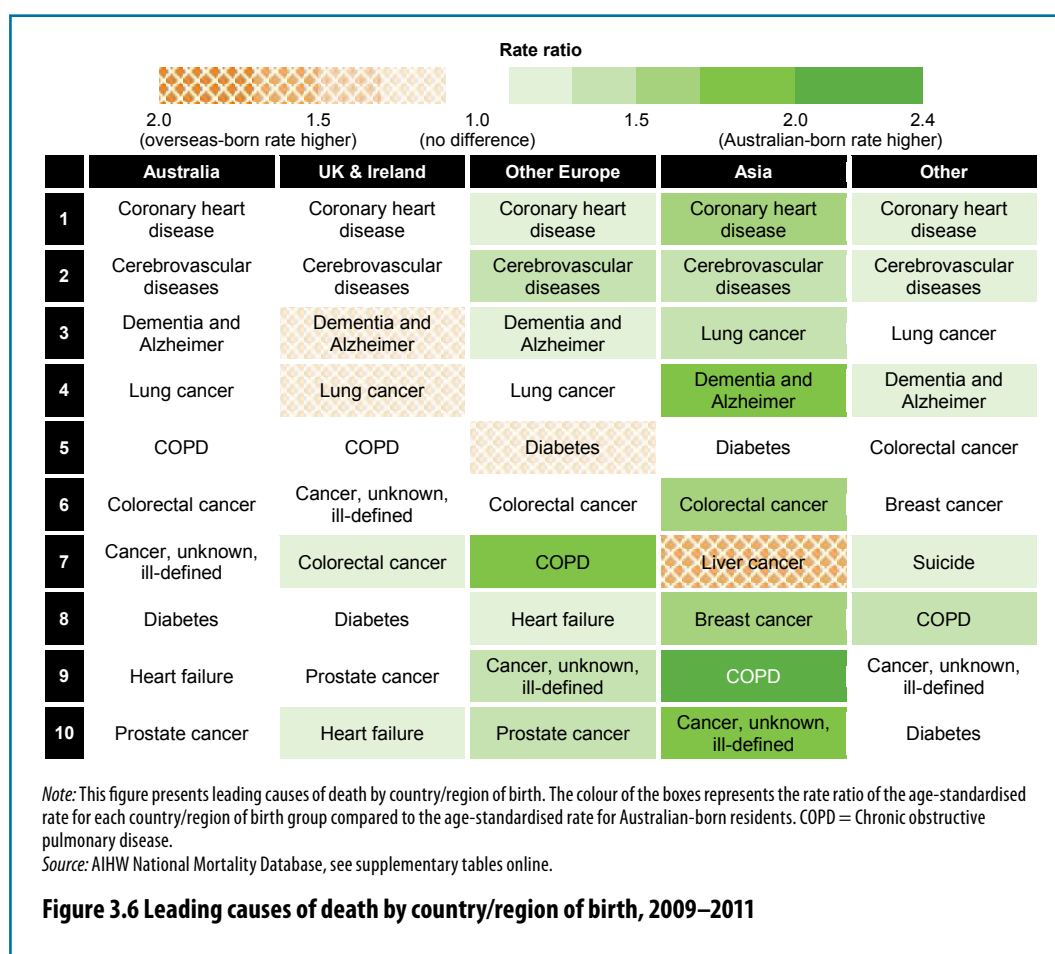 Rate ratio
2.0 1.5 1.0 1.5 2.0 2.4
(overseas-born rate higher) (no difference) (Australian-born rate higher)
Australia UK & Ireland Other Europe Asia Other
1 Coronary heart disease Coronary heart disease Coronary heart disease Coronary heart disease Coronary heart disease
2 Cerebrovascular diseases Cerebrovascular diseases Cerebrovascular diseases Cerebrovascular diseases Cerebrovascular diseases
3 Dementia and Alzheimer Dementia and Alzheimer Dementia and Alzheimer Lung cancer Lung cancer
4 Lung cancer Lung cancer Lung cancer Dementia and Alzheimer Dementia and Alzheimer
5 COPD COPD Diabetes Diabetes Colorectal cancer
6 Colorectal cancer Cancer, unknown, ill-defined Colorectal cancer Colorectal cancer Breast cancer
7 Cancer, unknown, ill-defined Colorectal cancer COPD Liver cancer Suicide
8 Diabetes Diabetes Heart failure Breast cancer COPD
9 Heart failure Prostate cancer Cancer, unknown, ill-defined COPD Cancer, unknown, ill-defined
10 Prostate cancer Heart failure Prostate cancer Cancer, unknown, ill-defined Diabetes
Note: This figure presents leading causes of death by country/region of birth. The colour of the boxes represents the rate ratio of the age-standardised
rate for each country/region of birth group compared to the age-standardised rate for Australian-born residents. COPD = Chronic obstructive
pulmonary disease.
Source: AIHW National Mortality Database, see supplementary tables online.
Figure 3.6 Leading causes of death by country/region of birth, 2009–2011